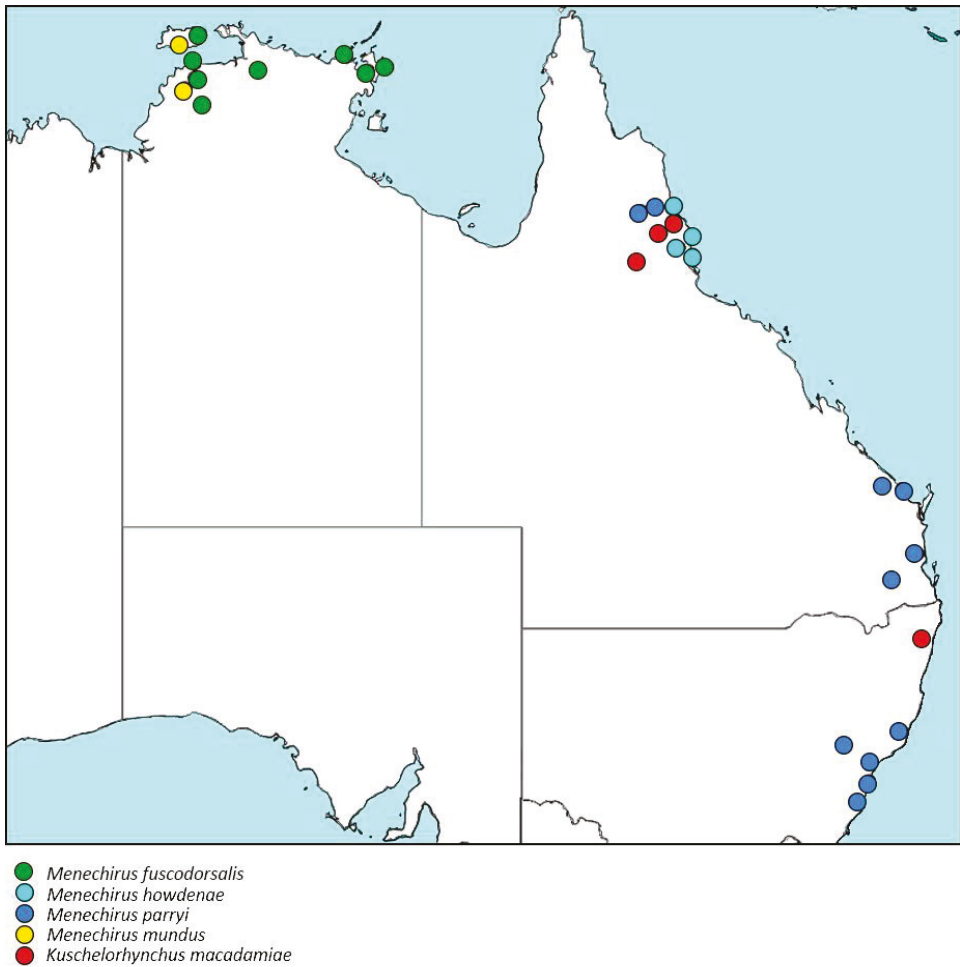 Menechirus fuscodorsalis
Menechirus howdenae
Menechirus parryi
Menechirus mundus
Kuschelorhynchus macadamiae